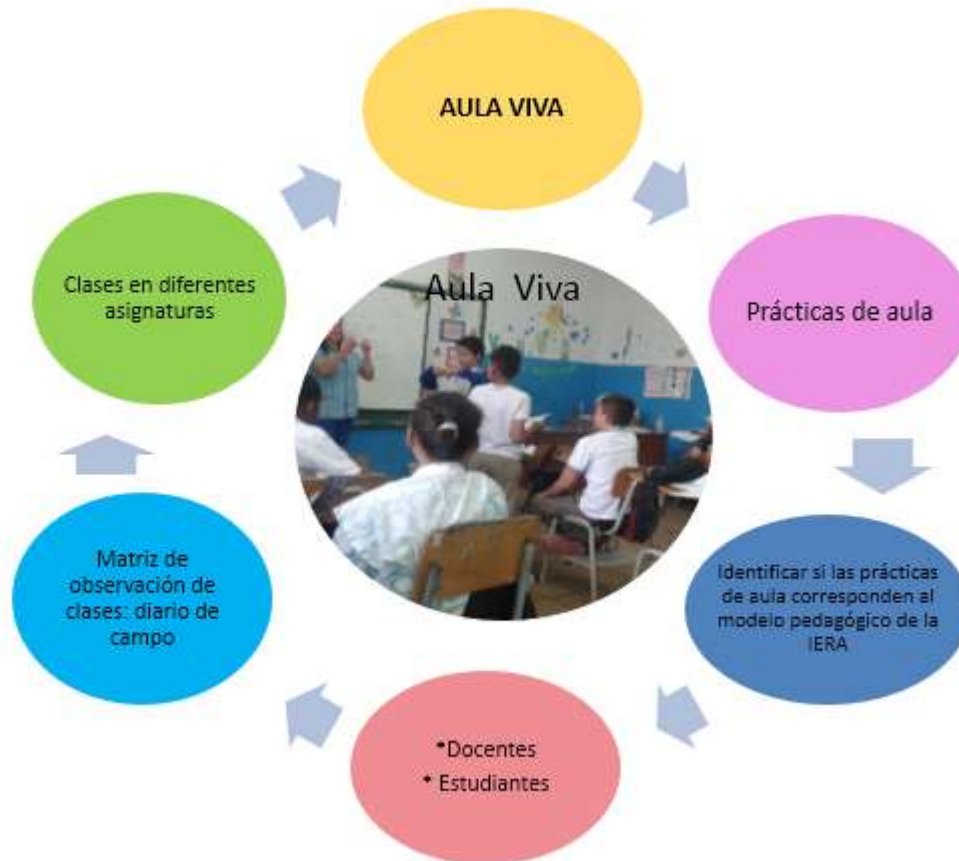 AULA VIVA
Aula Viva
Prácticas de aula
Identificar si las prácticas
de aula corresponden al
modelo pedagógico de la
IERA
*Docentes
* Estudiantes
Matriz de
observación de
clases: diario de
campo
Clases en diferentes
asignaturas